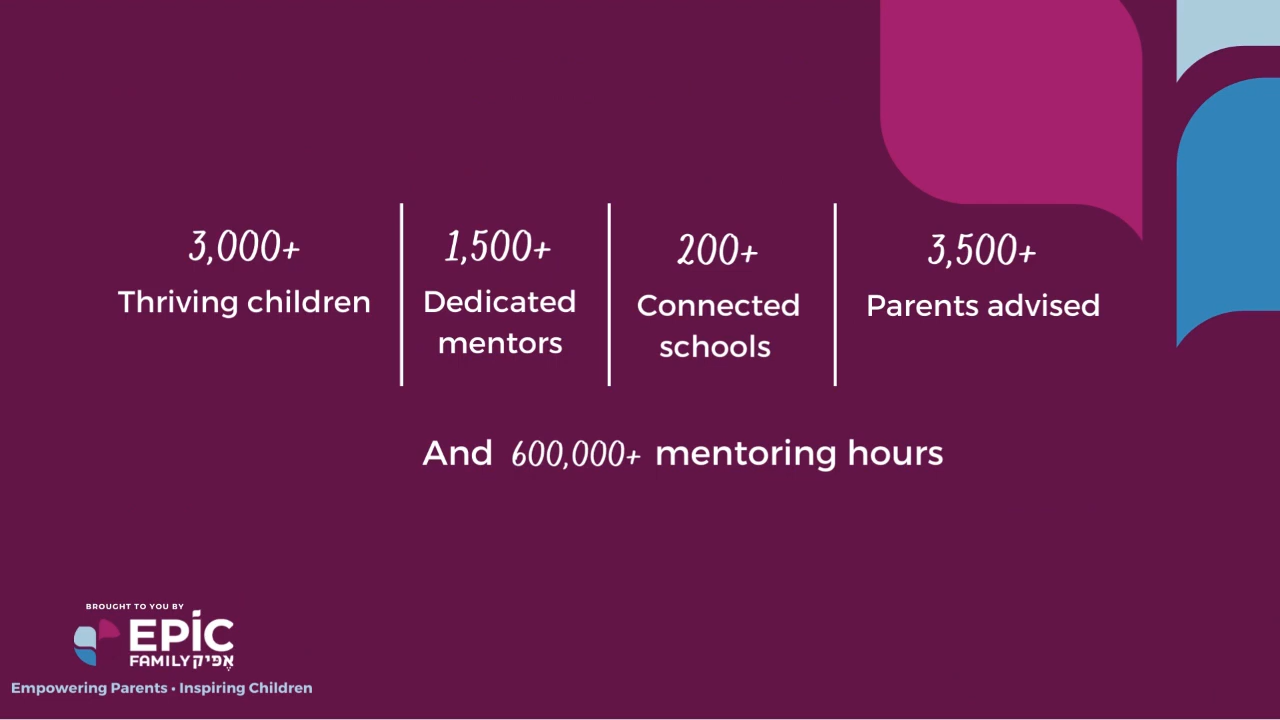 3,000+
Thriving children
1,500+
Dedicated
mentors
200+
Connected
schools
3,500+
Parents advised
And 600,000+ mentoring hours
BROUGHT TO YOU BY
EPIC
FAMILY אָפִּיק
Empowering Parents • Inspiring Children